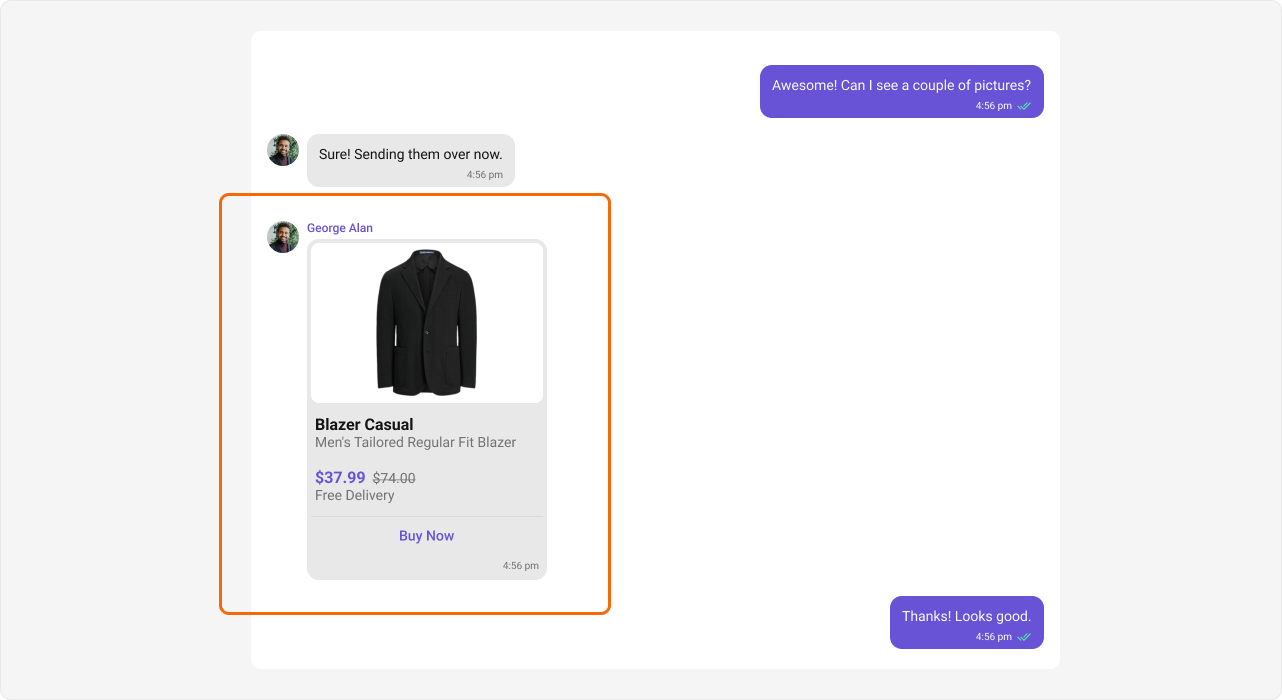 Awesome! Can I see a couple of pictures?
4:56 pm
Sure! Sending them over now.
4:56 pm
George Alan
Blazer Casual
Men's Tailored Regular Fit Blazer
$37.99 $74.00
Free Delivery
Buy Now
4:56 pm
Thanks! Looks good.
4:56 pm